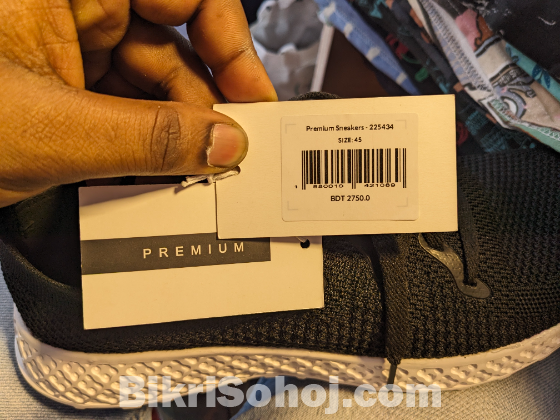 Premium Sneakers - 225434
SIZE: 45
BDT 2750.0
PREMIUM
BikriSohoj.com